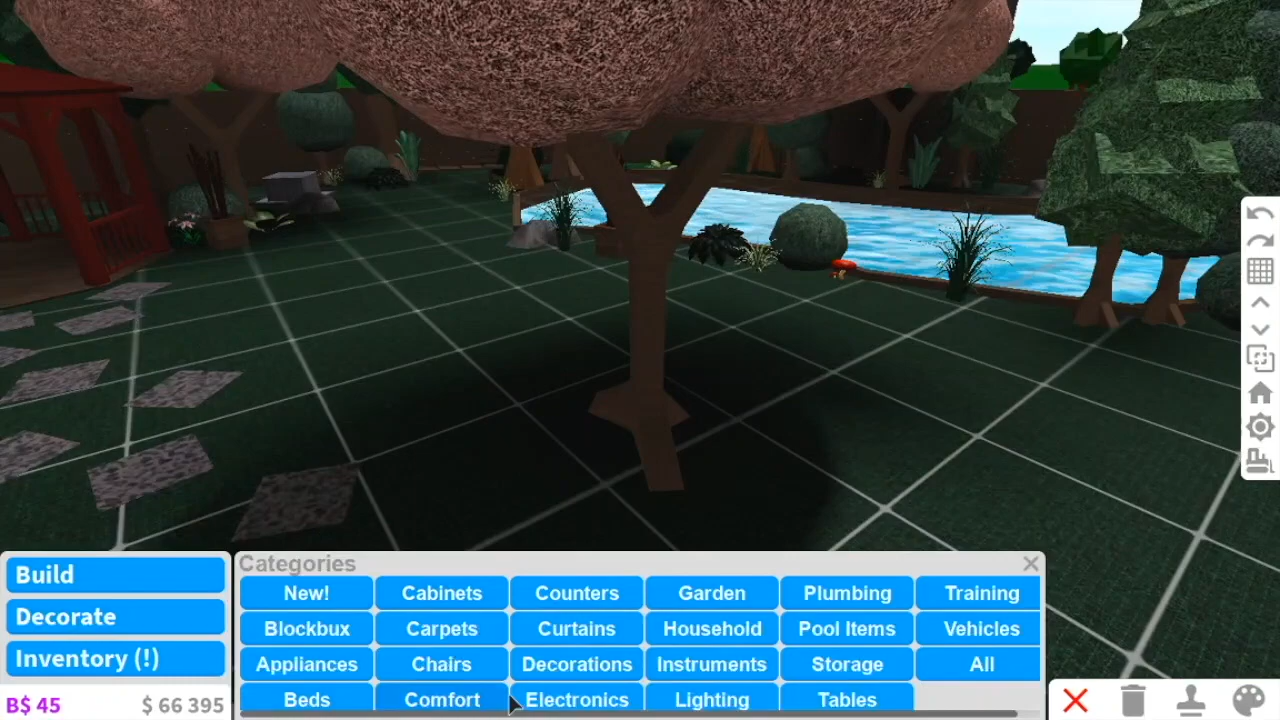 Build
Decorate
Inventory (!)
B$ 45 $ 66 395
Categories
New! Cabinets Counters Garden Plumbing Training
Blockbux Carpets Curtains Household Pool Items Vehicles
Appliances Chairs Decorations Instruments Storage All
Beds Comfort Electronics Lighting Tables